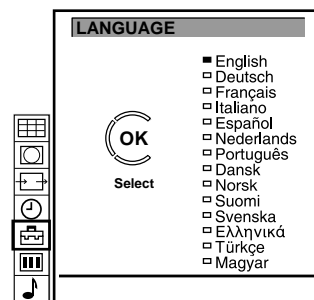 LANGUAGE
English
Deutsch
Français
Italiano
Español
Nederlands
Português
Dansk
Norsk
Suomi
Svenska
Ελληνικά
Türkçe
Magyar
OK
Select